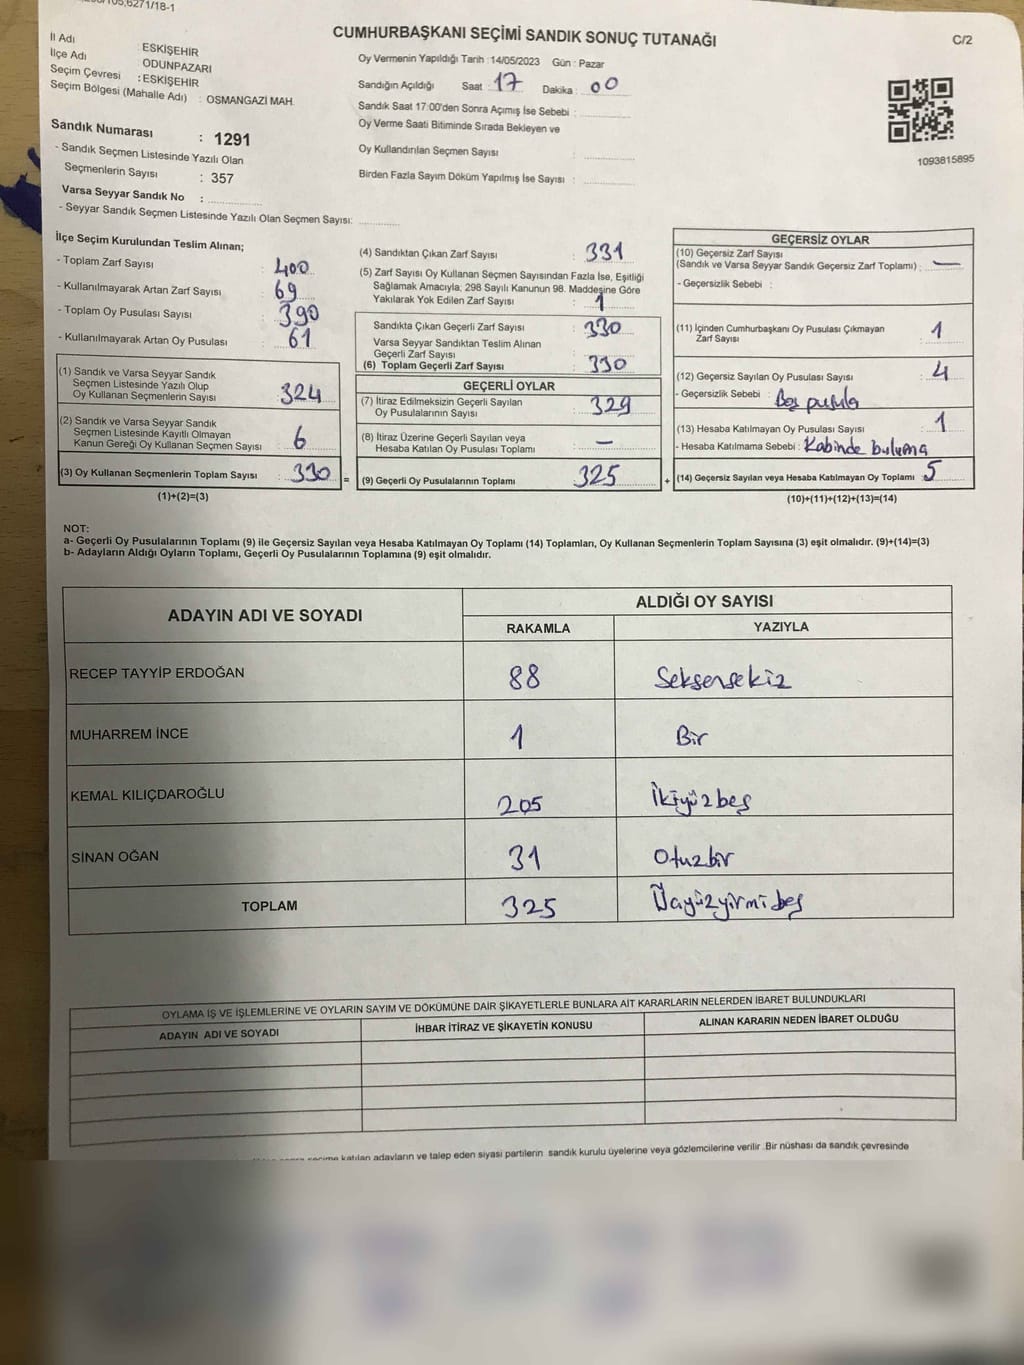 6271/18-1
CUMHURBAŞKANI SEÇİMİ SANDIK SONUÇ TUTANAĞI
C/2
İl Adı : ESKİŞEHİR
İlçe Adı : ODUNPAZARI
Seçim Çevresi : ESKİŞEHİR
Seçim Bölgesi (Mahalle Adı) : OSMANGAZİ MAH.
Sandık Numarası : 1291
- Sandık Seçmen Listesinde Yazılı Olan
Seçmenlerin Sayısı : 357
Varsa Seyyar Sandık No :
- Seyyar Sandık Seçmen Listesinde Yazılı Olan Seçmen Sayısı:
Oy Vermenin Yapıldığı Tarih :14/05/2023 Gün : Pazar
Sandığın Açıldığı Saat : 17 Dakika : 00
Sandık Saat 17:00'den Sonra Açımış İse Sebebi :
Oy Verme Saati Bitiminde Sırada Bekleyen ve
Oy Kullandırılan Seçmen Sayısı :
Birden Fazla Sayım Döküm Yapılmış İse Sayısı :
1093815895
İlçe Seçim Kurulundan Teslim Alınan;
- Toplam Zarf Sayısı : 400
- Kullanılmayarak Artan Zarf Sayısı : 69
- Toplam Oy Pusulası Sayısı : 390
- Kullanılmayarak Artan Oy Pusulası : 61
(1) Sandık ve Varsa Seyyar Sandık
Seçmen Listesinde Yazılı Olup
Oy Kullanan Seçmenlerin Sayısı : 324
(2) Sandık ve Varsa Seyyar Sandık
Seçmen Listesinde Kayıtlı Olmayan
Kanun Gereği Oy Kullanan Seçmen Sayısı : 6
(3) Oy Kullanan Seçmenlerin Toplam Sayısı : 330 =
(1)+(2)=(3)
(4) Sandıktan Çıkan Zarf Sayısı : 331
(5) Zarf Sayısı Oy Kullanan Seçmen Sayısından Fazla İse, Eşitliği
Sağlamak Amacıyla; 298 Sayılı Kanunun 98. Maddesine Göre
Yakılarak Yok Edilen Zarf Sayısı : 1
Sandıkta Çıkan Geçerli Zarf Sayısı : 330
Varsa Seyyar Sandıktan Teslim Alınan
Geçerli Zarf Sayısı :
(6) Toplam Geçerli Zarf Sayısı : 330
GEÇERLİ OYLAR
(7) İtiraz Edilmeksizin Geçerli Sayılan
Oy Pusulalarının Sayısı : 329
(8) İtiraz Üzerine Geçerli Sayılan veya
Hesaba Katılan Oy Pusulası Toplamı : —
(9) Geçerli Oy Pusulalarının Toplamı : 325 +
GEÇERSİZ OYLAR
(10) Geçersiz Zarf Sayısı
(Sandık ve Varsa Seyyar Sandık Geçersiz Zarf Toplamı) : —
- Geçersizlik Sebebi :
(11) İçinden Cumhurbaşkanı Oy Pusulası Çıkmayan
Zarf Sayısı : 1
(12) Geçersiz Sayılan Oy Pusulası Sayısı : 4
- Geçersizlik Sebebi : Boş pusula
(13) Hesaba Katılmayan Oy Pusulası Sayısı : 1
- Hesaba Katılmama Sebebi : Kabinde bulunma
(14) Geçersiz Sayılan veya Hesaba Katılmayan Oy Toplamı : 5
(10)+(11)+(12)+(13)=(14)
NOT:
a- Geçerli Oy Pusulalarının Toplamı (9) ile Geçersiz Sayılan veya Hesaba Katılmayan Oy Toplamı (14) Toplamları, Oy Kullanan Seçmenlerin Toplam Sayısına (3) eşit olmalıdır. (9)+(14)=(3)
b- Adayların Aldığı Oyların Toplamı, Geçerli Oy Pusulalarının Toplamına (9) eşit olmalıdır.
ADAYIN ADI VE SOYADI ALDIĞI OY SAYISI
RAKAMLA YAZIYLA
RECEP TAYYİP ERDOĞAN 88 Seksensekiz
MUHARREM İNCE 1 Bir
KEMAL KILIÇDAROĞLU 205 İkiyüzbeş
SİNAN OĞAN 31 Otuzbir
TOPLAM 325 Üçyüzyirmibeş
OYLAMA İŞ VE İŞLEMLERİNE VE OYLARIN SAYIM VE DÖKÜMÜNE DAİR ŞİKAYETLERLE BUNLARA AİT KARARLARIN NELERDEN İBARET BULUNDUKLARI
ADAYIN ADI VE SOYADI İHBAR İTİRAZ VE ŞİKAYETİN KONUSU ALINAN KARARIN NEDEN İBARET OLDUĞU
seçime katılan adayların ve talep eden siyasi partilerin sandık kurulu üyelerine veya gözlemcilerine verilir .Bir nüshası da sandık çevresinde